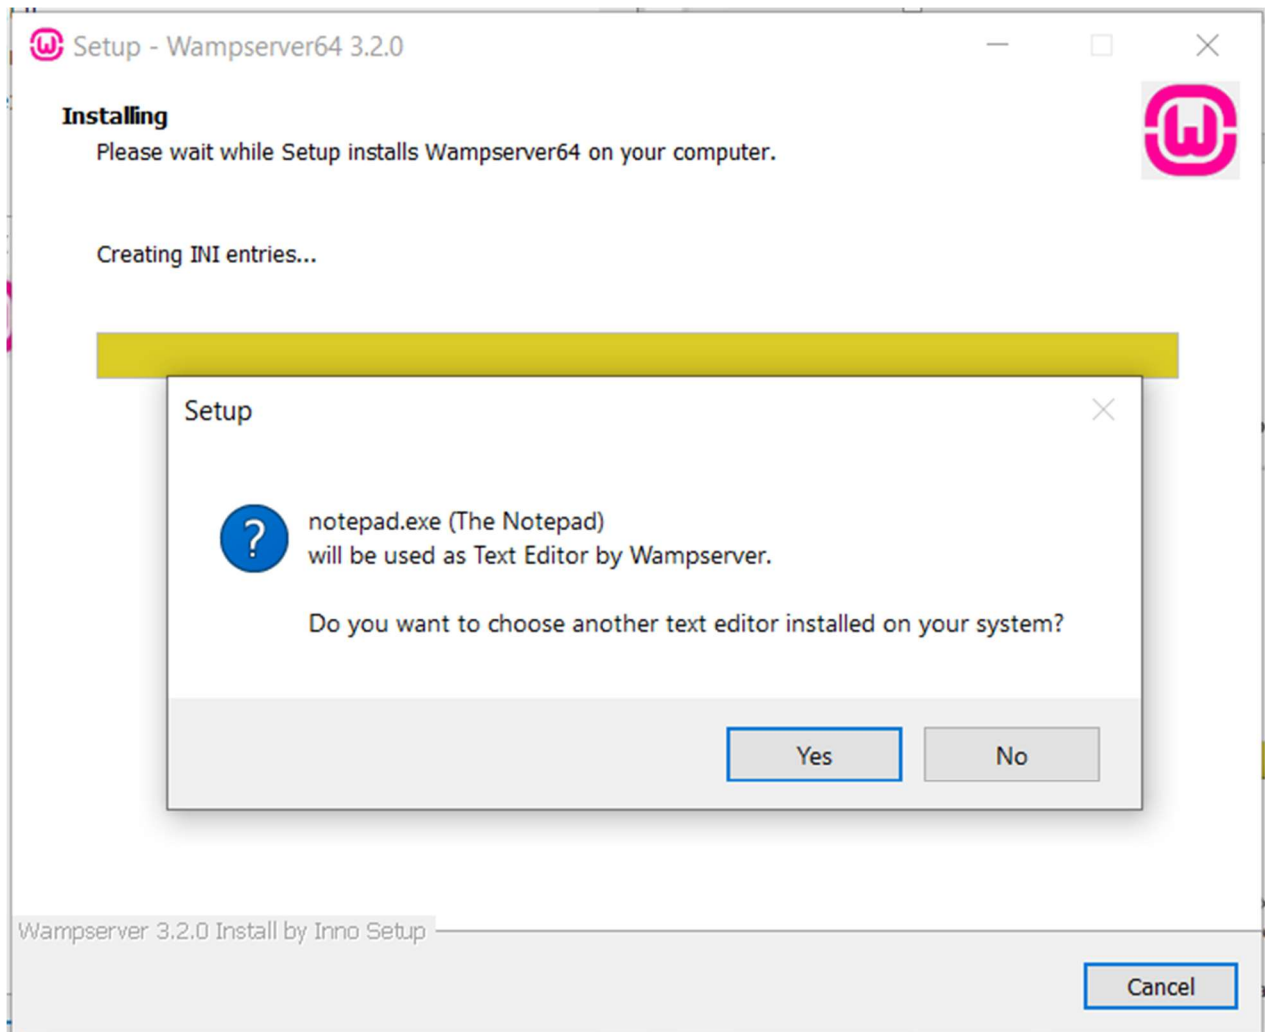 Setup - Wampserver64 3.2.0
Installing
Please wait while Setup installs Wampserver64 on your computer.
Creating INI entries...
Setup
notepad.exe (The Notepad)
will be used as Text Editor by Wampserver.
Do you want to choose another text editor installed on your system?
Yes
No
Wampserver 3.2.0 Install by Inno Setup
Cancel